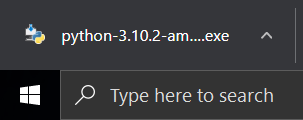 python-3.10.2-am....exe
Type here to search